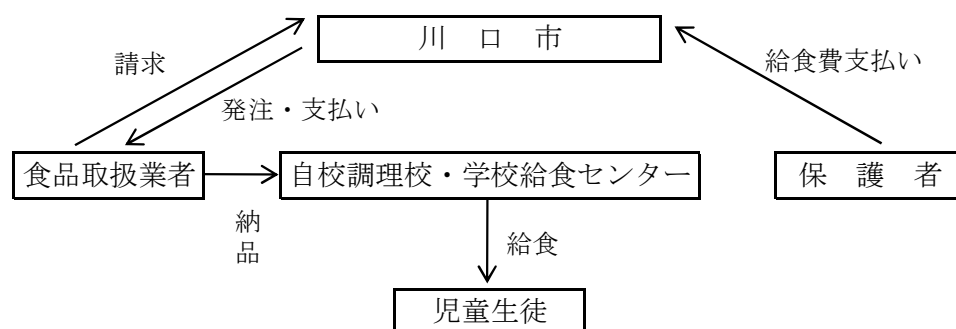 川　口　市
請求
給食費支払い
発注・支払い
食品取扱業者
自校調理校・学校給食センター
保　護　者
納
品
給食
児童生徒